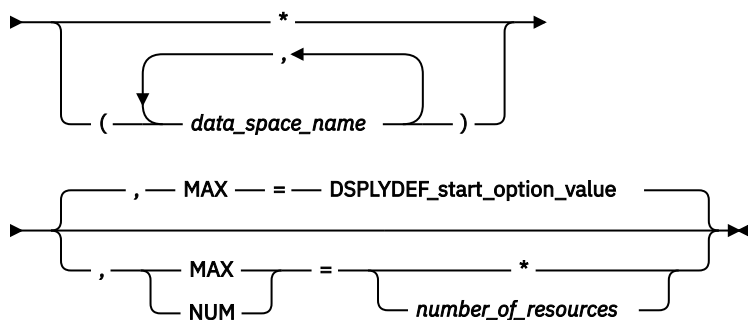 *
,
( data_space_name )
, MAX = DSPLYDEF_start_option_value
, MAX = *
NUM number_of_resources